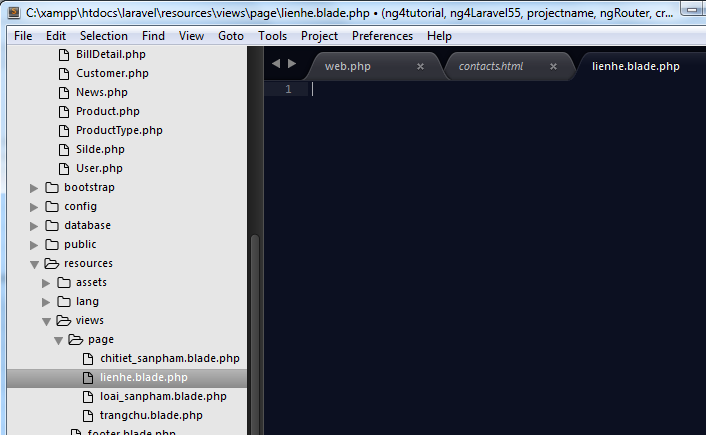 C:\xampp\htdocs\laravel\resources\views\page\lienhe.blade.php • (ng4tutorial, ng4Laravel55, projectname, ngRouter, cr...
File Edit Selection Find View Goto Tools Project Preferences Help
BillDetail.php
Customer.php
News.php
Product.php
ProductType.php
Silde.php
User.php
bootstrap
config
database
public
resources
assets
lang
views
page
chitiet_sanpham.blade.php
lienhe.blade.php
loai_sanpham.blade.php
trangchu.blade.php
footer.blade.php
web.php × contacts.html × lienhe.blade.php
1